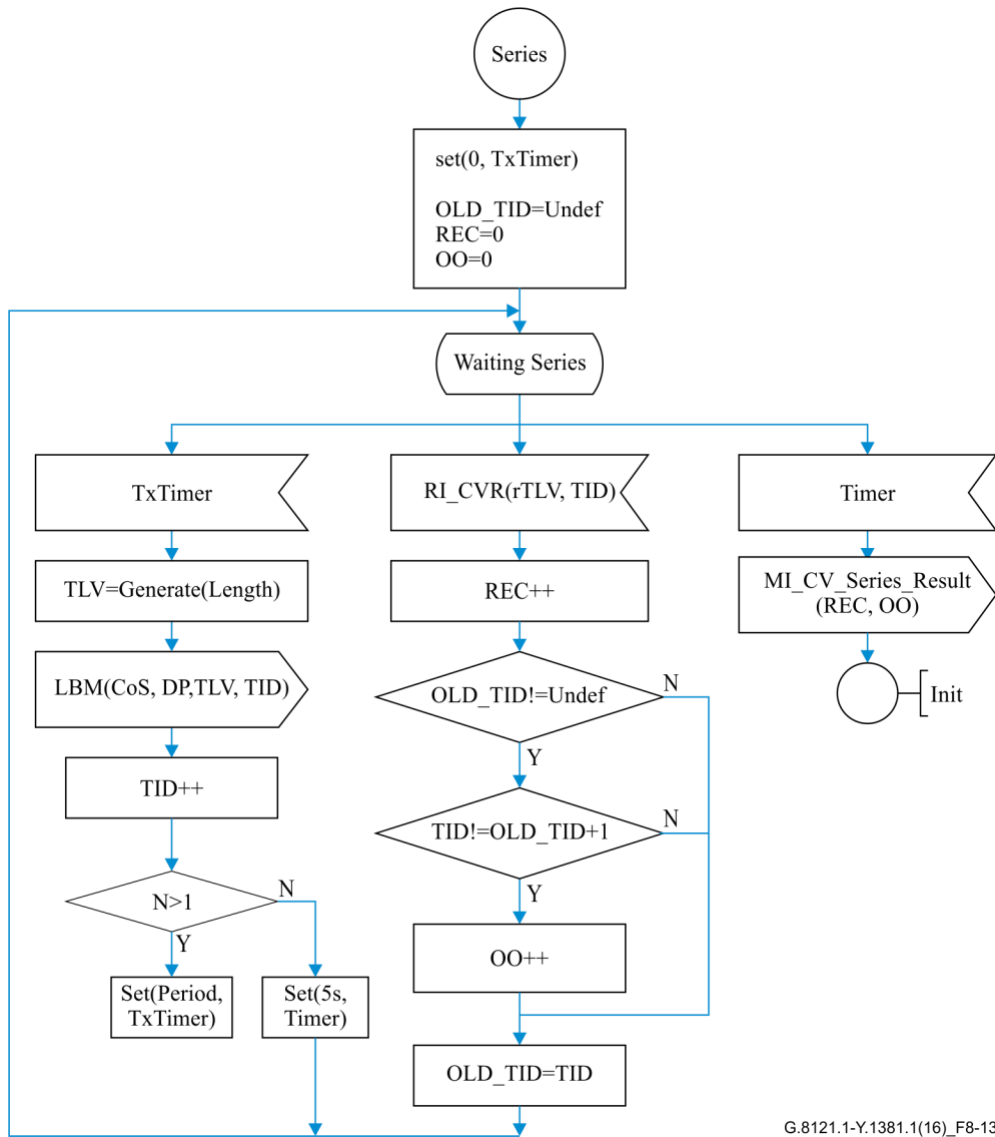 Series
set(0, TxTimer)
OLD_TID=Undef
REC=0
OO=0
Waiting Series
TxTimer
TLV=Generate(Length)
LBM(CoS, DP,TLV, TID)
TID++
N>1
N
Y
Set(Period,
TxTimer)
Set(5s,
Timer)
RI_CVR(rTLV, TID)
REC++
OLD_TID!=Undef
N
Y
TID!=OLD_TID+1
N
Y
OO++
OLD_TID=TID
Timer
MI_CV_Series_Result
(REC, OO)
Init
G.8121.1-Y.1381.1(16)_F8-13